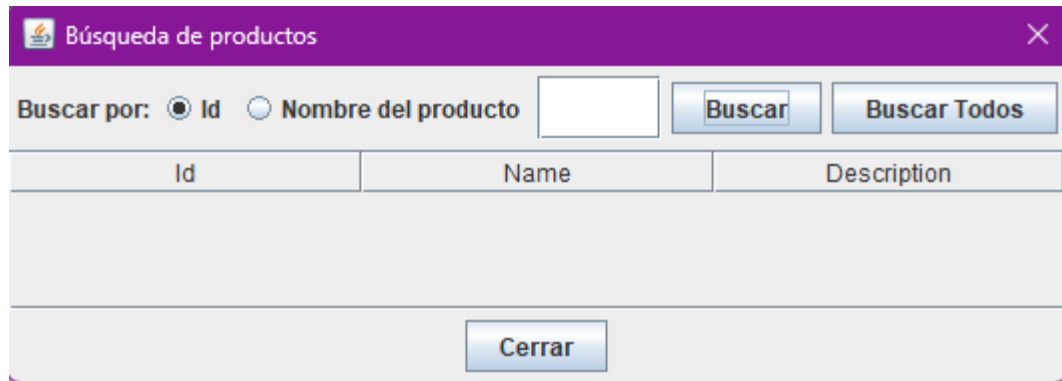 Búsqueda de productos
Buscar por: Id Nombre del producto Buscar Buscar Todos
Id Name Description
Cerrar